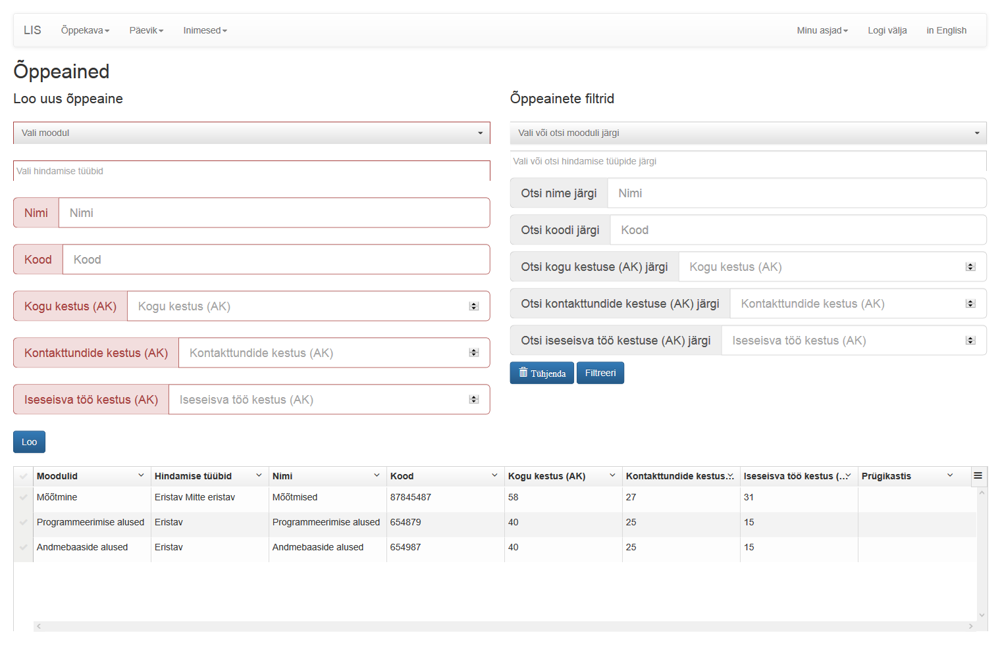 LIS Õppekava Päevik Inimesed Minu asjad Logi välja in English
Õppeained
Loo uus õppeaine
Vali moodul
Vali hindamise tüübid
Nimi Nimi
Kood Kood
Kogu kestus (AK) Kogu kestus (AK)
Kontakttundide kestus (AK) Kontakttundide kestus (AK)
Iseseisva töö kestus (AK) Iseseisva töö kestus (AK)
Loo
Õppeainete filtrid
Vali või otsi mooduli järgi
Vali või otsi hindamise tüüpide järgi
Otsi nime järgi Nimi
Otsi koodi järgi Kood
Otsi kogu kestuse (AK) järgi Kogu kestus (AK)
Otsi kontakttundide kestuse (AK) järgi Kontakttundide kestus (AK)
Otsi iseseisva töö kestuse (AK) järgi Iseseisva töö kestus (AK)
Tühjenda Filtreeri
Moodulid Hindamise tüübid Nimi Kood Kogu kestus (AK) Kontakttundide kestus... Iseseisva töö kestus (... Prügikastis
Mõõtmine Eristav Mitte eristav Mõõtmised 87845487 58 27 31
Programmeerimise alused Eristav Programmeerimise alused 654879 40 25 15
Andmebaaside alused Eristav Andmebaaside alused 654987 40 25 15